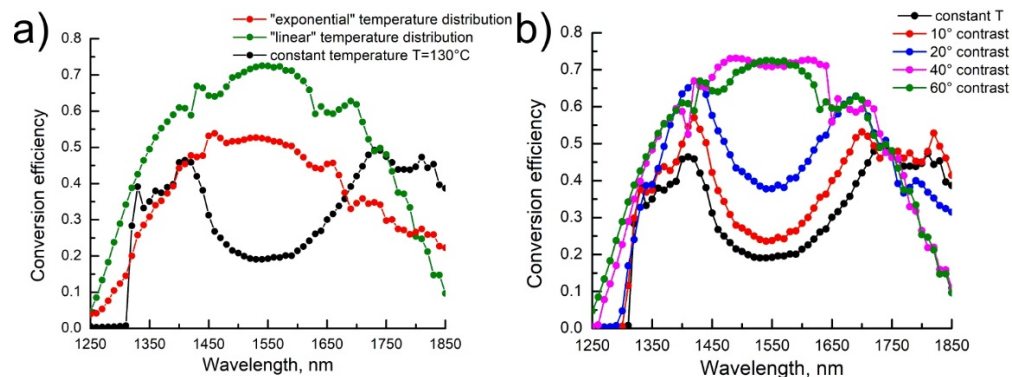 a)
"exponential" temperature distribution
"linear" temperature distribution
constant temperature T=130°C
0.8
0.7
0.6
0.5
0.4
0.3
0.2
0.1
0.0
Conversion efficiency
1250 1350 1450 1550 1650 1750 1850
Wavelength, nm
b)
constant T
10° contrast
20° contrast
40° contrast
60° contrast
0.8
0.7
0.6
0.5
0.4
0.3
0.2
0.1
0.0
Conversion efficiency
1250 1350 1450 1550 1650 1750 1850
Wavelength, nm